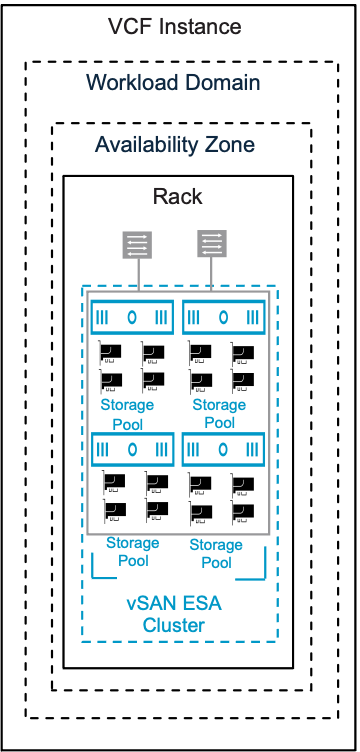 VCF Instance
Workload Domain
Availability Zone
Rack
Storage
Pool
Storage
Pool
Storage
Pool
Storage
Pool
vSAN ESA
Cluster